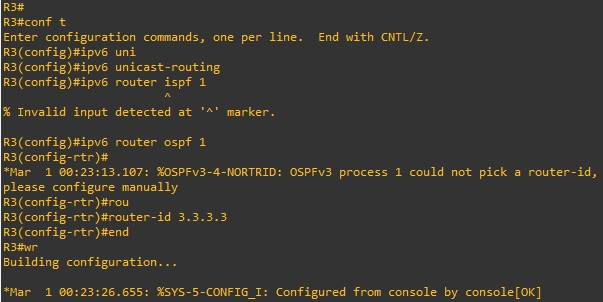 R3#
R3#conf t
Enter configuration commands, one per line.  End with CNTL/Z.
R3(config)#ipv6 uni
R3(config)#ipv6 unicast-routing
R3(config)#ipv6 router ispf 1
                        ^
% Invalid input detected at '^' marker.

R3(config)#ipv6 router ospf 1
R3(config-rtr)#
*Mar  1 00:23:13.107: %OSPFv3-4-NORTRID: OSPFv3 process 1 could not pick a router-id,
please configure manually
R3(config-rtr)#rou
R3(config-rtr)#router-id 3.3.3.3
R3(config-rtr)#end
R3#wr
Building configuration...

*Mar  1 00:23:26.655: %SYS-5-CONFIG_I: Configured from console by console[OK]